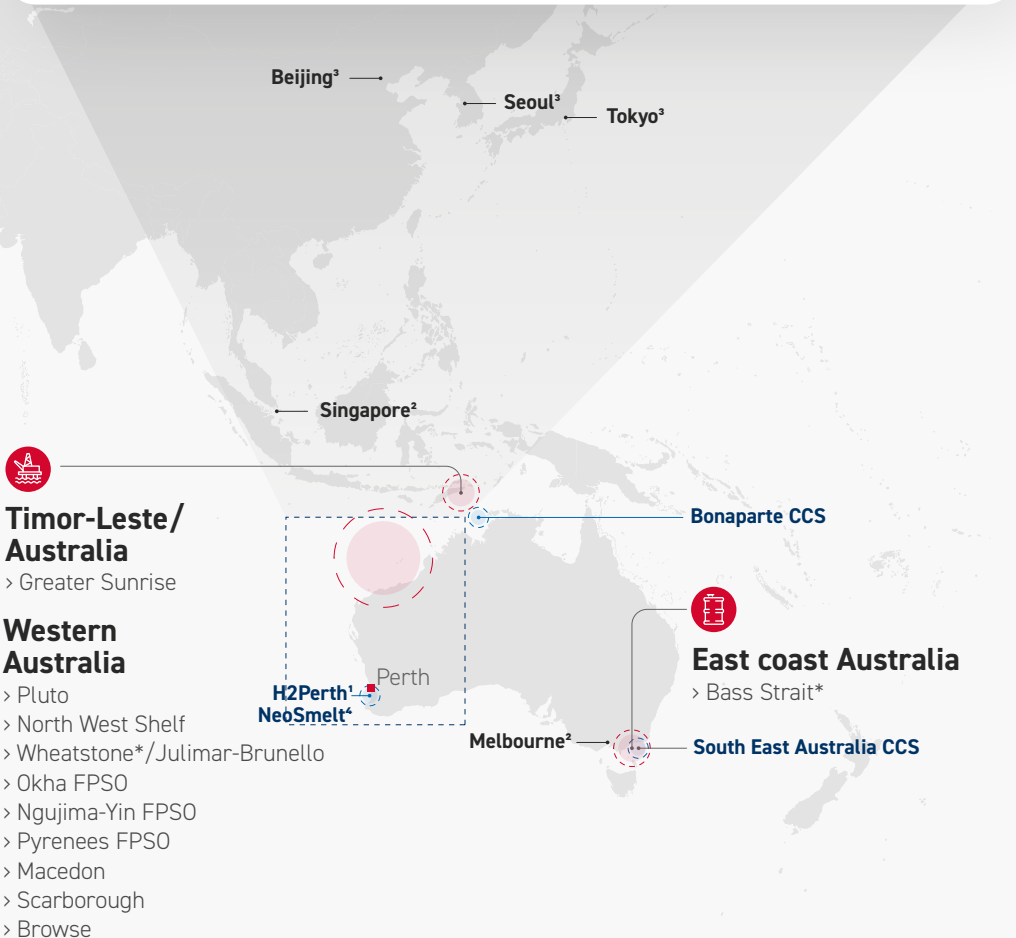 Beijing³
Seoul³
Tokyo³
Singapore²
Timor-Leste/
Australia
> Greater Sunrise
Bonaparte CCS
Western
Australia
> Pluto
> North West Shelf
> Wheatstone*/Julimar-Brunello
> Okha FPSO
> Ngujima-Yin FPSO
> Pyrenees FPSO
> Macedon
> Scarborough
> Browse
Perth
H2Perth¹
NeoSmelt⁴
East coast Australia
> Bass Strait*
Melbourne²
South East Australia CCS